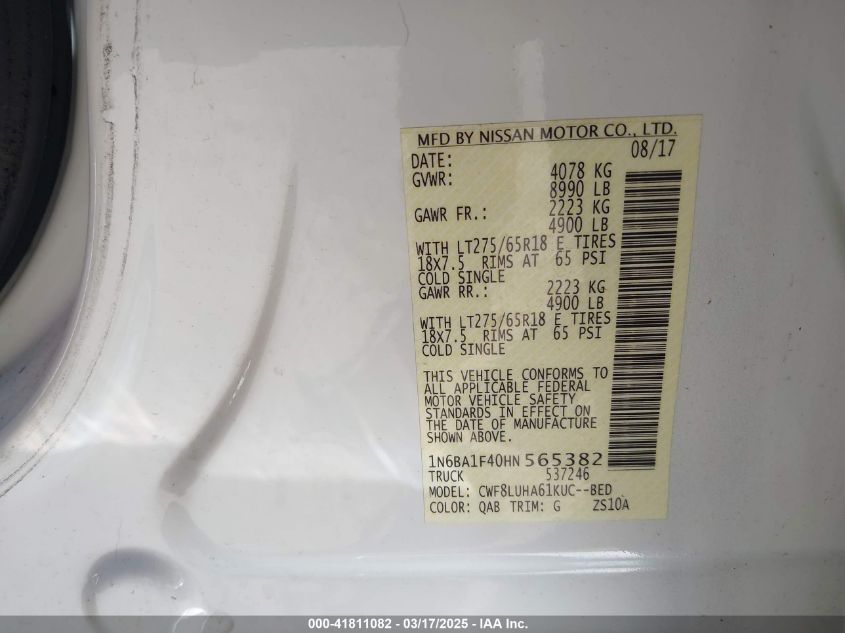 MFD BY NISSAN MOTOR CO., LTD.
DATE: 08/17
GVWR: 4078 KG
8990 LB
GAWR FR.: 2223 KG
4900 LB
WITH LT275/65R18 E TIRES
18X7.5 RIMS AT 65 PSI
COLD SINGLE
GAWR RR.: 2223 KG
4900 LB
WITH LT275/65R18 E TIRES
18X7.5 RIMS AT 65 PSI
COLD SINGLE
THIS VEHICLE CONFORMS TO
ALL APPLICABLE FEDERAL
MOTOR VEHICLE SAFETY
STANDARDS IN EFFECT ON
THE DATE OF MANUFACTURE
SHOWN ABOVE.
1N6BA1F40HN565382
TRUCK 537246
MODEL: CWF8LUHA61KUC--BED
COLOR: QAB TRIM: G ZS10A
000-41811082 - 03/17/2025 - IAA Inc.